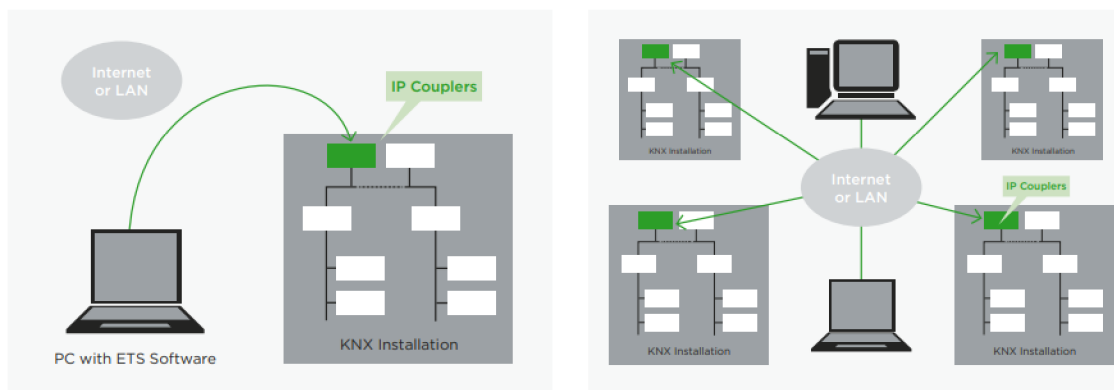 Internet
or LAN
IP Couplers
KNX Installation
PC with ETS Software
KNX Installation
KNX Installation
Internet
or LAN
IP Couplers
KNX Installation
KNX Installation